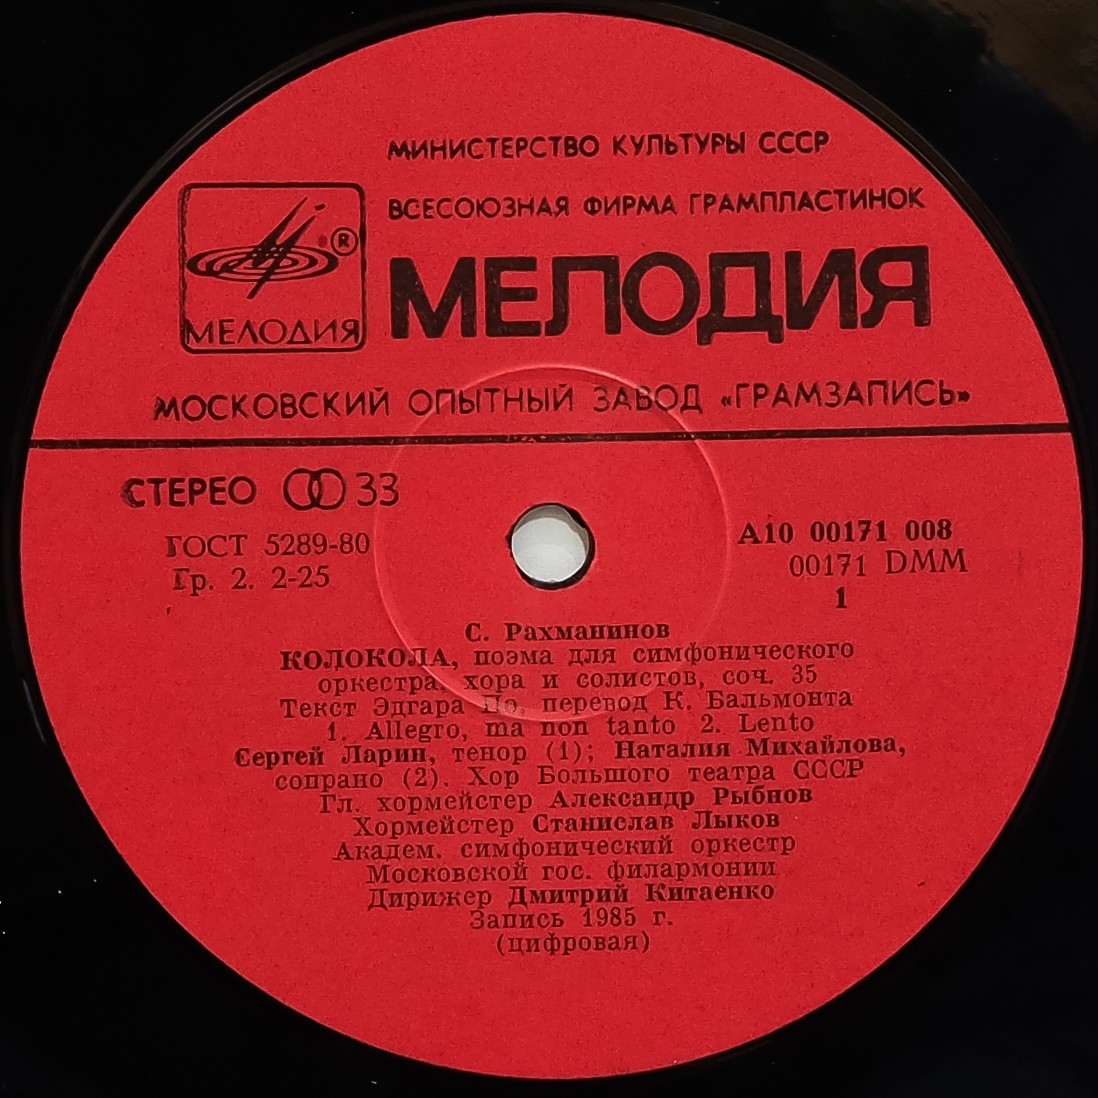 МИНИСТЕРСТВО КУЛЬТУРЫ СССР
ВСЕСОЮЗНАЯ ФИРМА ГРАМПЛАСТИНОК
®
МЕЛОДИЯ
МЕЛОДИЯ
МОСКОВСКИЙ ОПЫТНЫЙ ЗАВОД «ГРАМЗАПИСЬ»
СТЕРЕО 33
ГОСТ 5289-80
Гр. 2. 2-25
А10 00171 008
00171 DMM
1
С. Рахманинов
КОЛОКОЛА, поэма для симфонического
оркестра, хора и солистов, соч. 35
Текст Эдгара По, перевод К. Бальмонта
1. Allegro, ma non tanto 2. Lento
Сергей Ларин, тенор (1); Наталия Михайлова,
сопрано (2). Хор Большого театра СССР
Гл. хормейстер Александр Рыбнов
Хормейстер Станислав Лыков
Академ. симфонический оркестр
Московской гос. филармонии
Дирижер Дмитрий Китаенко
Запись 1985 г.
(цифровая)